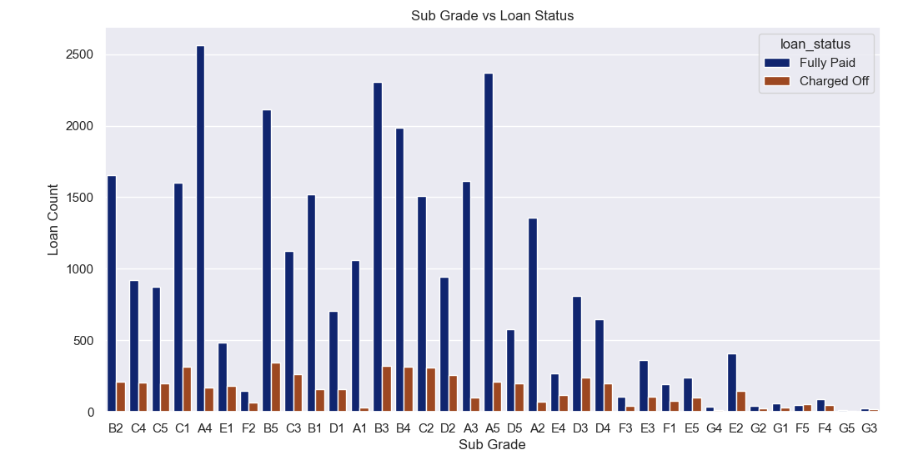 Sub Grade vs Loan Status
loan_status
Fully Paid
Charged Off
Loan Count
2500
2000
1500
1000
500
0
B2 C4 C5 C1 A4 E1 F2 B5 C3 B1 D1 A1 B3 B4 C2 D2 A3 A5 D5 A2 E4 D3 D4 F3 E3 F1 E5 G4 E2 G2 G1 F5 F4 G5 G3
Sub Grade